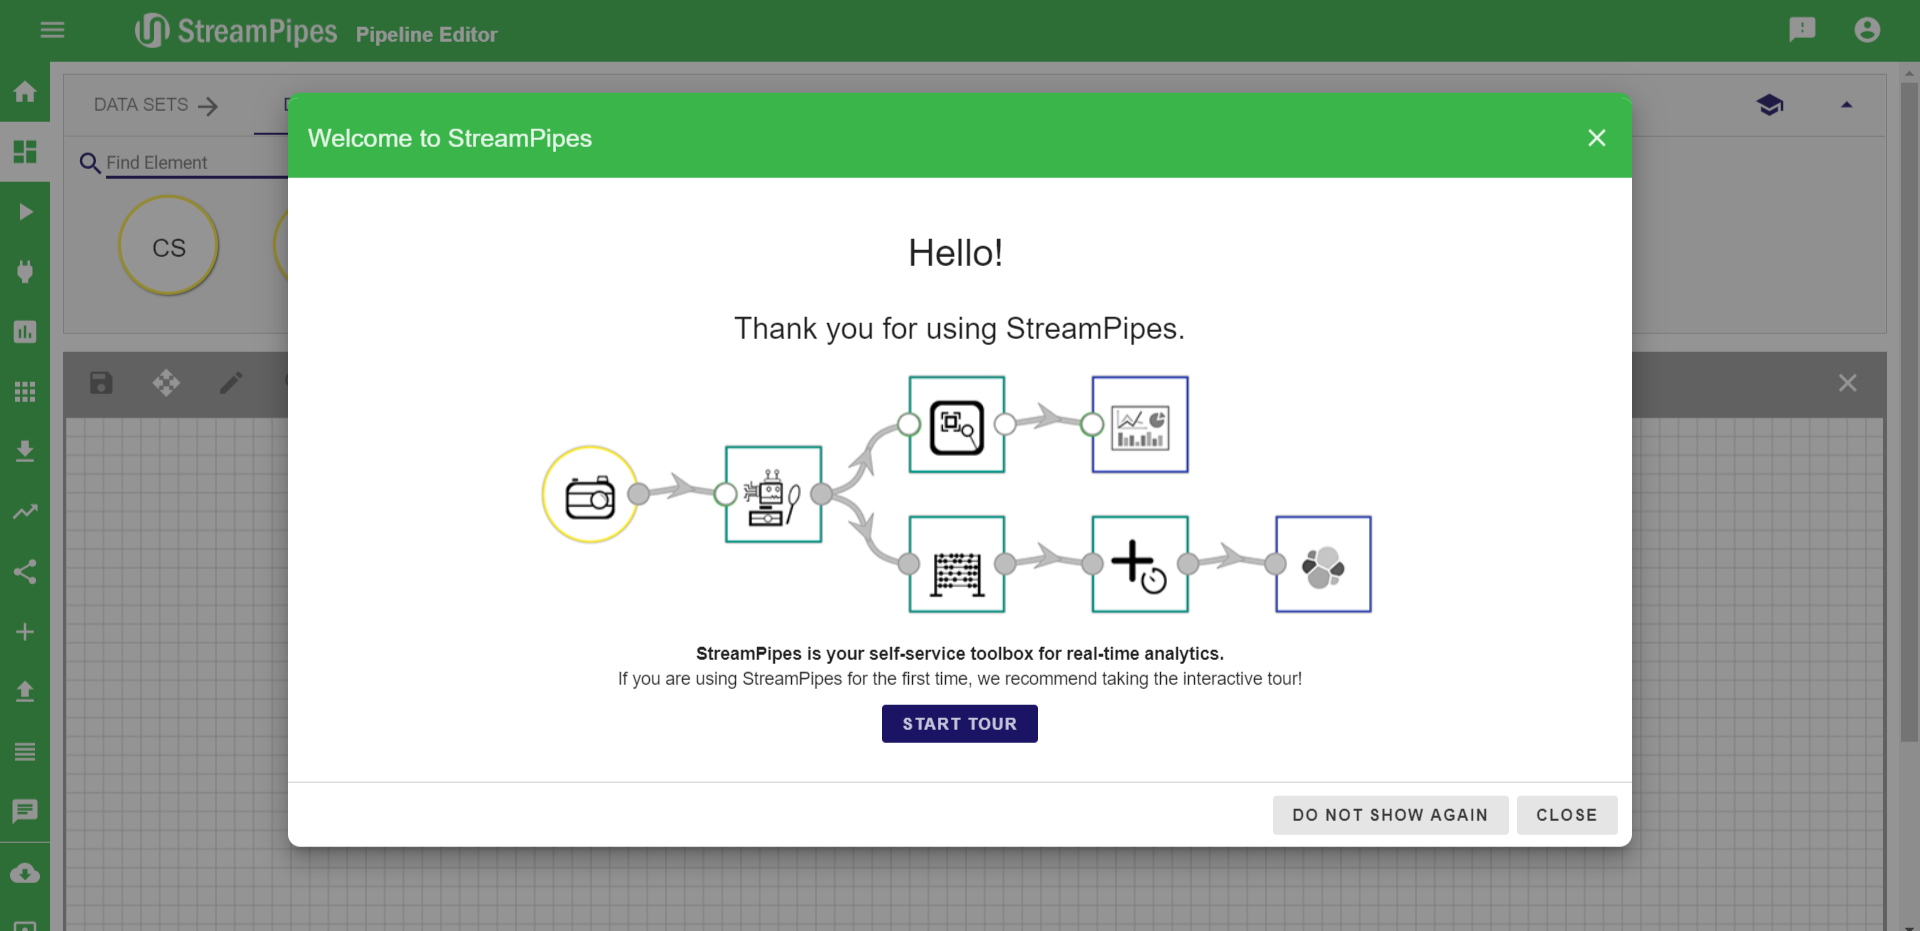 StreamPipes Pipeline Editor
DATA SETS
Find Element
CS
Welcome to StreamPipes
Hello!
Thank you for using StreamPipes.
StreamPipes is your self-service toolbox for real-time analytics.
If you are using StreamPipes for the first time, we recommend taking the interactive tour!
START TOUR
DO NOT SHOW AGAIN
CLOSE